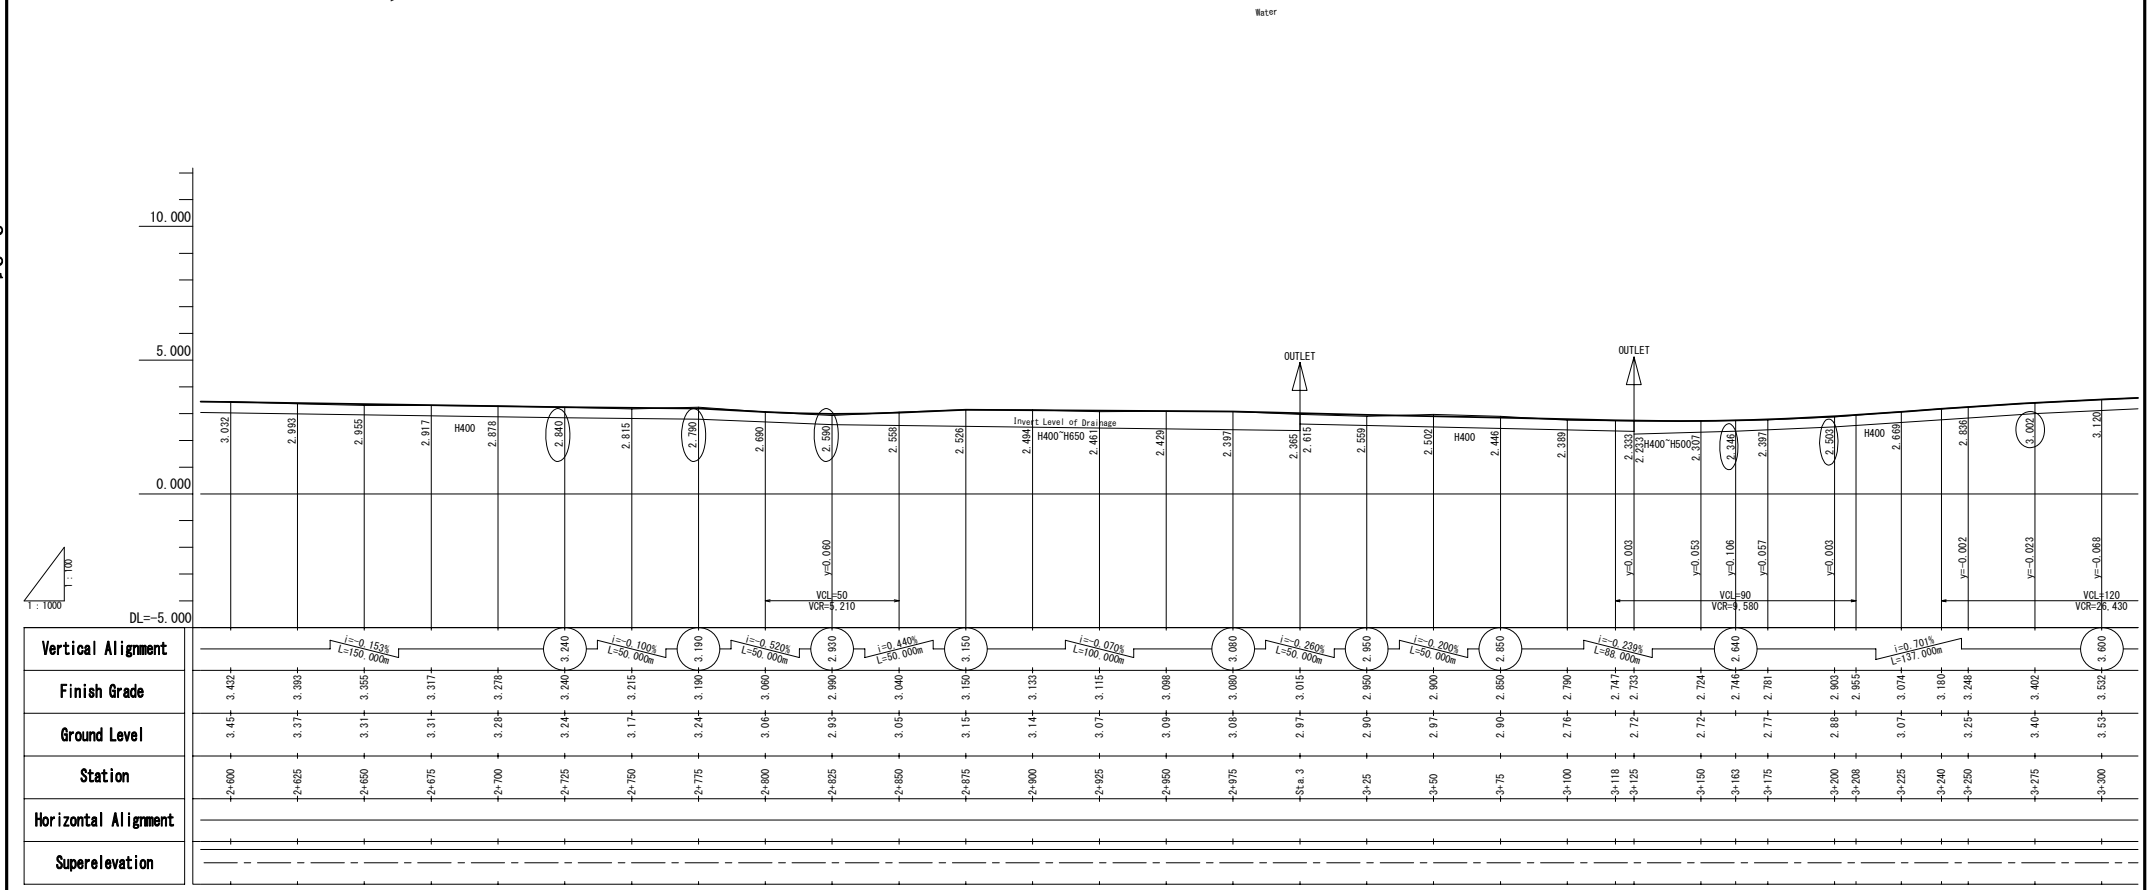 Water
10.000
5.000
0.000
DL=-5.000
1 : 100
1 : 1000
OUTLET
OUTLET
Invert Level of Drainage
H400
H400~H650
H400
H400~H500
H400
3.032
2.993
2.955
2.917
2.878
2.840
2.815
2.790
2.690
2.590
2.558
2.526
2.494
2.461
2.429
2.397
2.365
2.615
2.559
2.502
2.446
2.389
2.333
2.233
2.307
2.346
2.397
2.503
2.669
2.836
3.002
3.120
y=0.060
y=0.003
y=0.053
y=0.106
y=0.057
y=0.003
y=-0.002
y=-0.023
y=-0.068
VCL=50
VCR=5,210
VCL=90
VCR=9,580
VCL=120
VCR=26,430
Vertical Alignment
i=-0.153%
L=150.000m
3.240
i=-0.100%
L=50.000m
3.190
i=-0.520%
L=50.000m
2.930
i=0.440%
L=50.000m
3.150
i=-0.070%
L=100.000m
3.080
i=-0.260%
L=50.000m
2.950
i=-0.200%
L=50.000m
2.850
i=-0.239%
L=88.000m
2.640
i=0.701%
L=137.000m
3.600
Finish Grade
3.432
3.393
3.355
3.317
3.278
3.240
3.215
3.190
3.060
2.990
3.040
3.150
3.133
3.115
3.098
3.080
3.015
2.950
2.900
2.850
2.790
2.747
2.733
2.724
2.746
2.781
2.903
2.955
3.074
3.180
3.248
3.402
3.532
Ground Level
3.45
3.37
3.31
3.31
3.28
3.24
3.17
3.24
3.06
2.93
3.05
3.15
3.14
3.07
3.09
3.08
2.97
2.90
2.97
2.90
2.76
2.72
2.72
2.77
2.88
3.07
3.25
3.40
3.53
Station
2+600
2+625
2+650
2+675
2+700
2+725
2+750
2+775
2+800
2+825
2+850
2+875
2+900
2+925
2+950
2+975
Sta.3
3+25
3+50
3+75
3+100
3+118
3+125
3+150
3+163
3+175
3+200
3+208
3+225
3+240
3+250
3+275
3+300
Horizontal Alignment
Superelevation